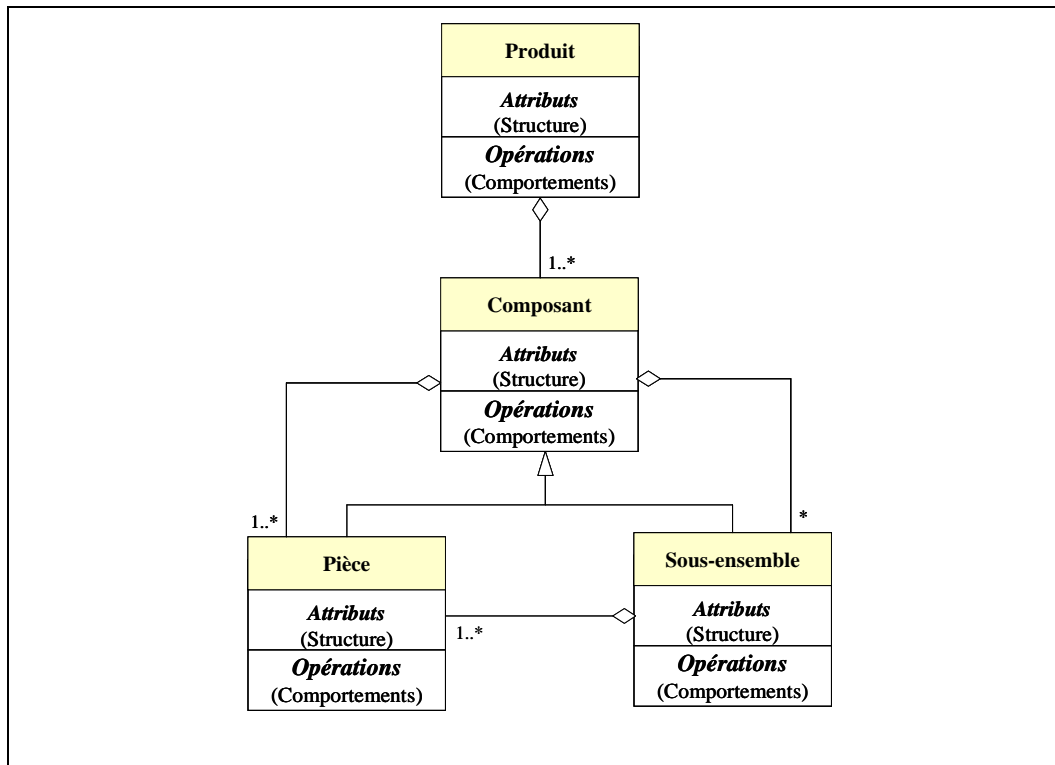 Produit
Attributs
(Structure)
Opérations
(Comportements)
1..*
Composant
Attributs
(Structure)
Opérations
(Comportements)
1..*
*
Pièce
Attributs
(Structure)
Opérations
(Comportements)
1..*
Sous-ensemble
Attributs
(Structure)
Opérations
(Comportements)